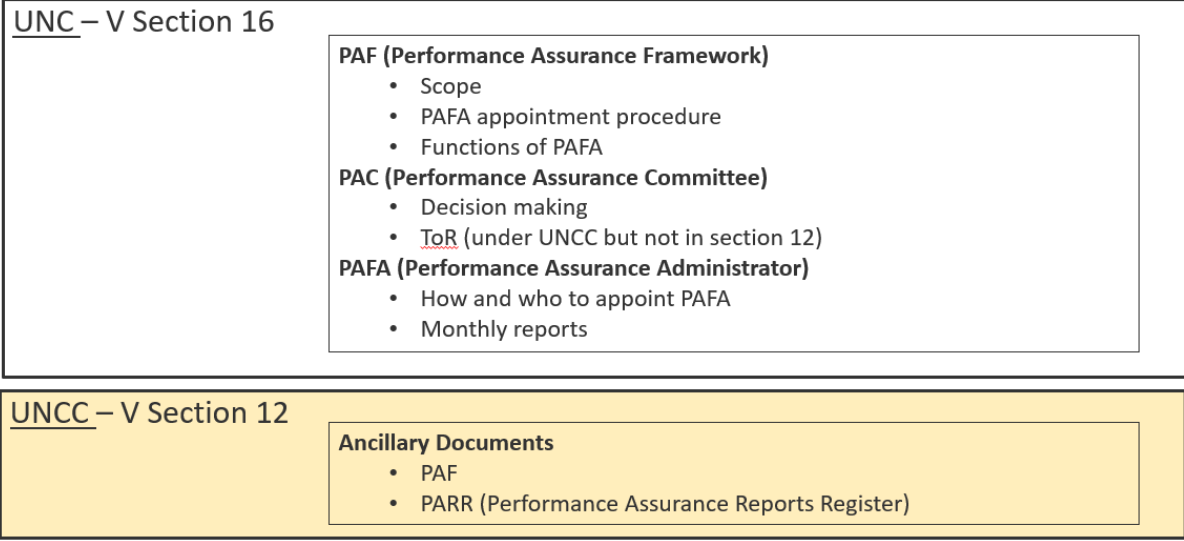 UNC – V Section 16
PAF (Performance Assurance Framework)
• Scope
• PAFA appointment procedure
• Functions of PAFA
PAC (Performance Assurance Committee)
• Decision making
• ToR (under UNCC but not in section 12)
PAFA (Performance Assurance Administrator)
• How and who to appoint PAFA
• Monthly reports
UNCC – V Section 12
Ancillary Documents
• PAF
• PARR (Performance Assurance Reports Register)